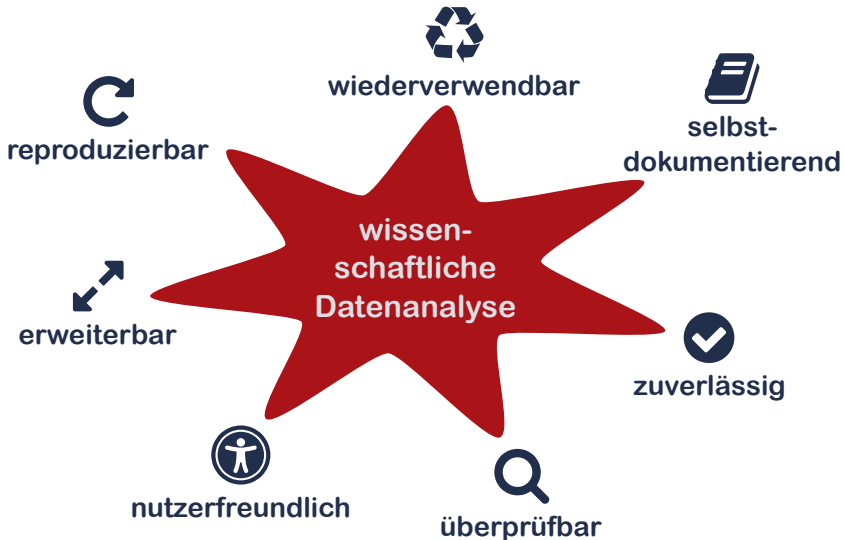 wiederverwendbar
selbst-
dokumentierend
reproduzierbar
wissen-
schaftliche
Datenanalyse
erweiterbar
zuverlässig
nutzerfreundlich
überprüfbar